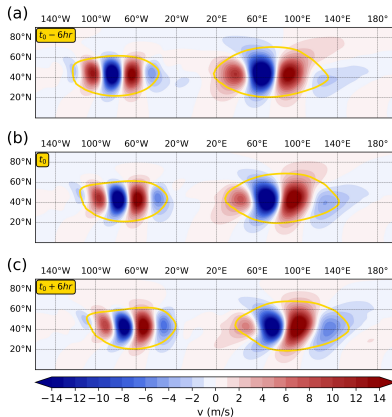 (a)
140°W 100°W 60°W 20°W 20°E 60°E 100°E 140°E 180°
80°N
t₀ − 6hr
60°N
40°N
20°N
(b)
140°W 100°W 60°W 20°W 20°E 60°E 100°E 140°E 180°
80°N
t₀
60°N
40°N
20°N
(c)
140°W 100°W 60°W 20°W 20°E 60°E 100°E 140°E 180°
80°N
t₀ + 6hr
60°N
40°N
20°N
−14 −12 −10 −8 −6 −4 −2 0 2 4 6 8 10 12 14
v (m/s)